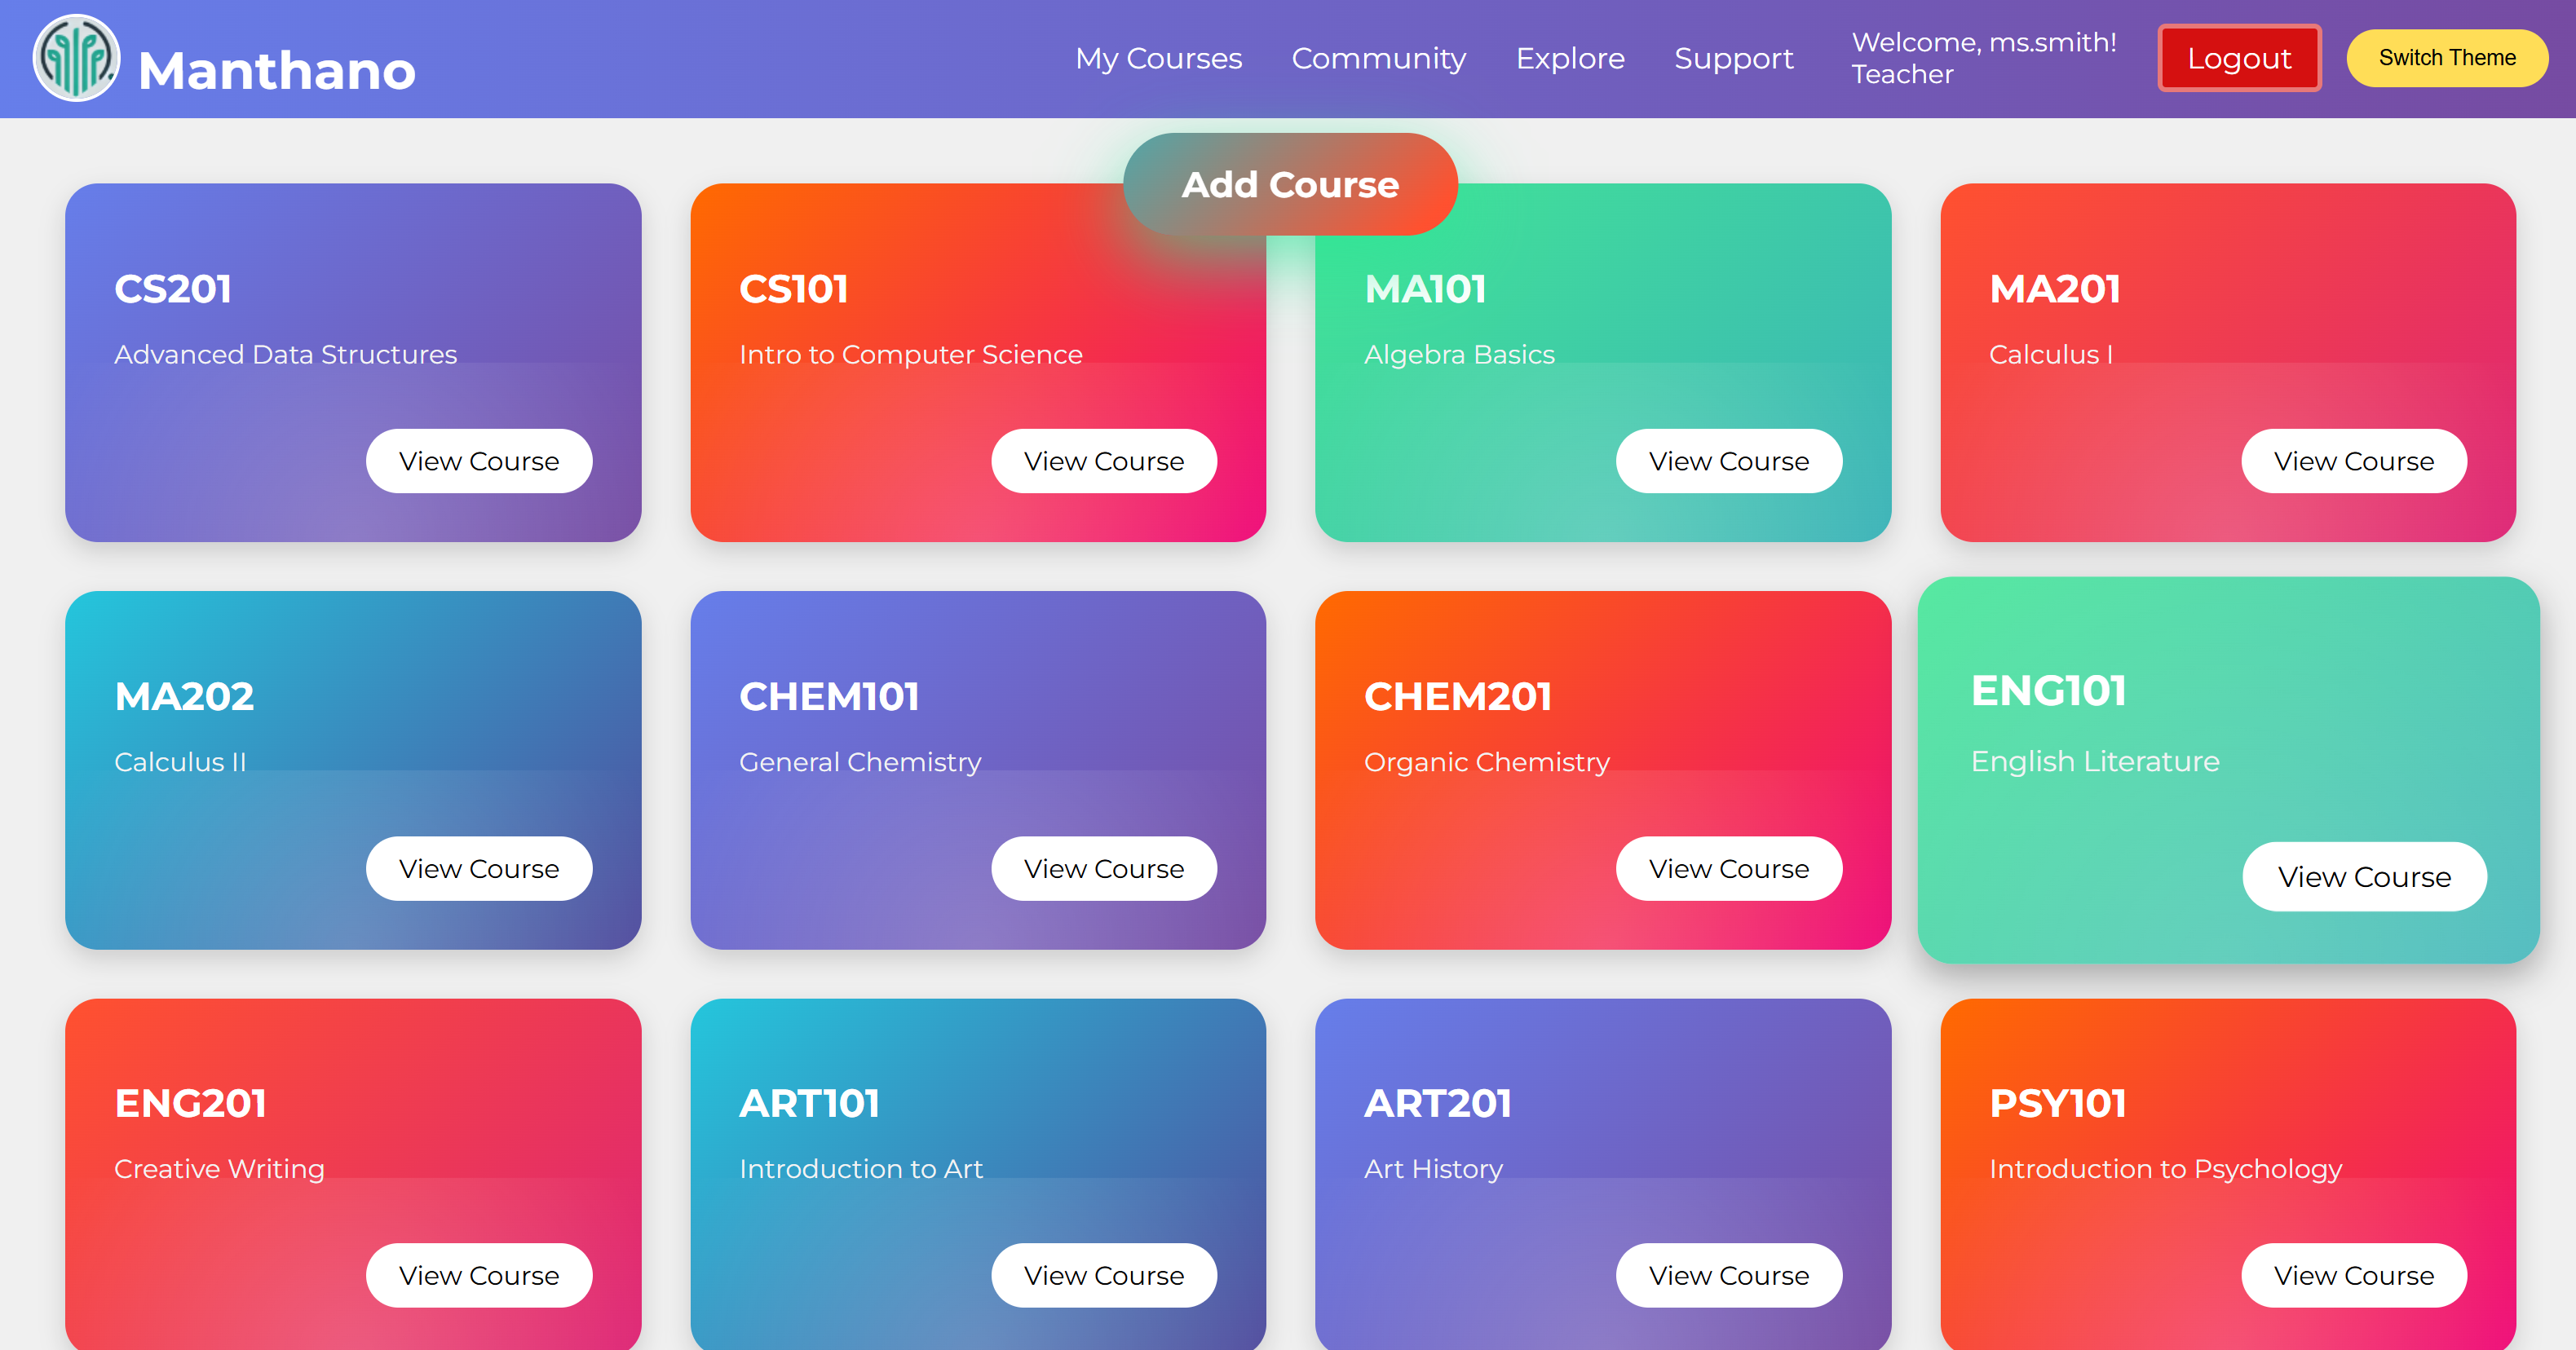 Manthano
My Courses
Community
Explore
Support
Welcome, ms.smith!
Teacher
Logout
Switch Theme
Add Course
CS201
Advanced Data Structures
View Course
CS101
Intro to Computer Science
View Course
MA101
Algebra Basics
View Course
MA201
Calculus I
View Course
MA202
Calculus II
View Course
CHEM101
General Chemistry
View Course
CHEM201
Organic Chemistry
View Course
ENG101
English Literature
View Course
ENG201
Creative Writing
View Course
ART101
Introduction to Art
View Course
ART201
Art History
View Course
PSY101
Introduction to Psychology
View Course